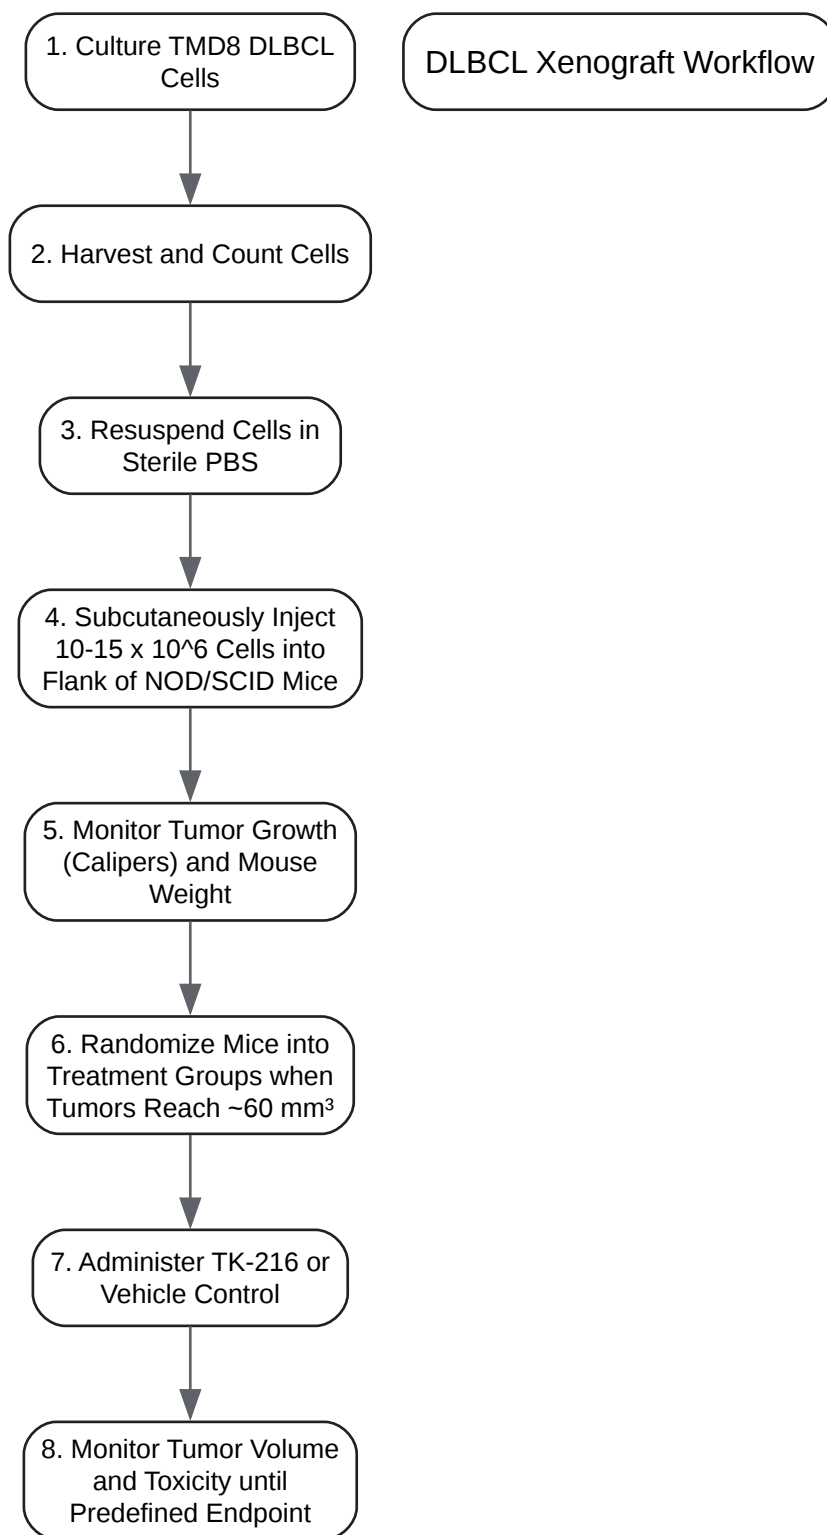 1. Culture TMD8 DLBCL
Cells
DLBCL Xenograft Workflow
2. Harvest and Count Cells
3. Resuspend Cells in
Sterile PBS
4. Subcutaneously Inject
10-15 x 10^6 Cells into
Flank of NOD/SCID Mice
5. Monitor Tumor Growth
(Calipers) and Mouse
Weight
6. Randomize Mice into
Treatment Groups when
Tumors Reach ~60 mm³
7. Administer TK-216 or
Vehicle Control
8. Monitor Tumor Volume
and Toxicity until
Predefined Endpoint